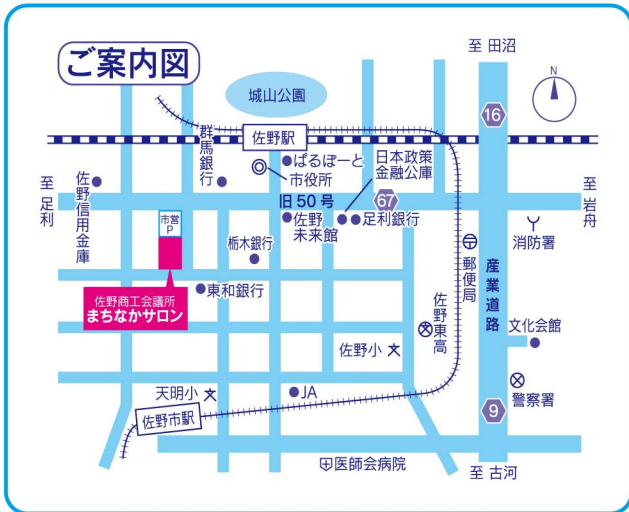 ご案内図
至 田沼
N
城山公園
16
佐野駅
群馬銀行
ぱるぽーと
市役所
日本政策
金融公庫
至 足利
佐野信用金庫
旧50号
67
至 岩舟
市営
P
佐野
未来館
足利銀行
消防署
栃木銀行
郵便局
産業道路
東和銀行
佐野商工会議所
まちなかサロン
佐野東高
文化会館
佐野小
文
天明小
文
JA
警察署
佐野市駅
9
医師会病院
至 古河